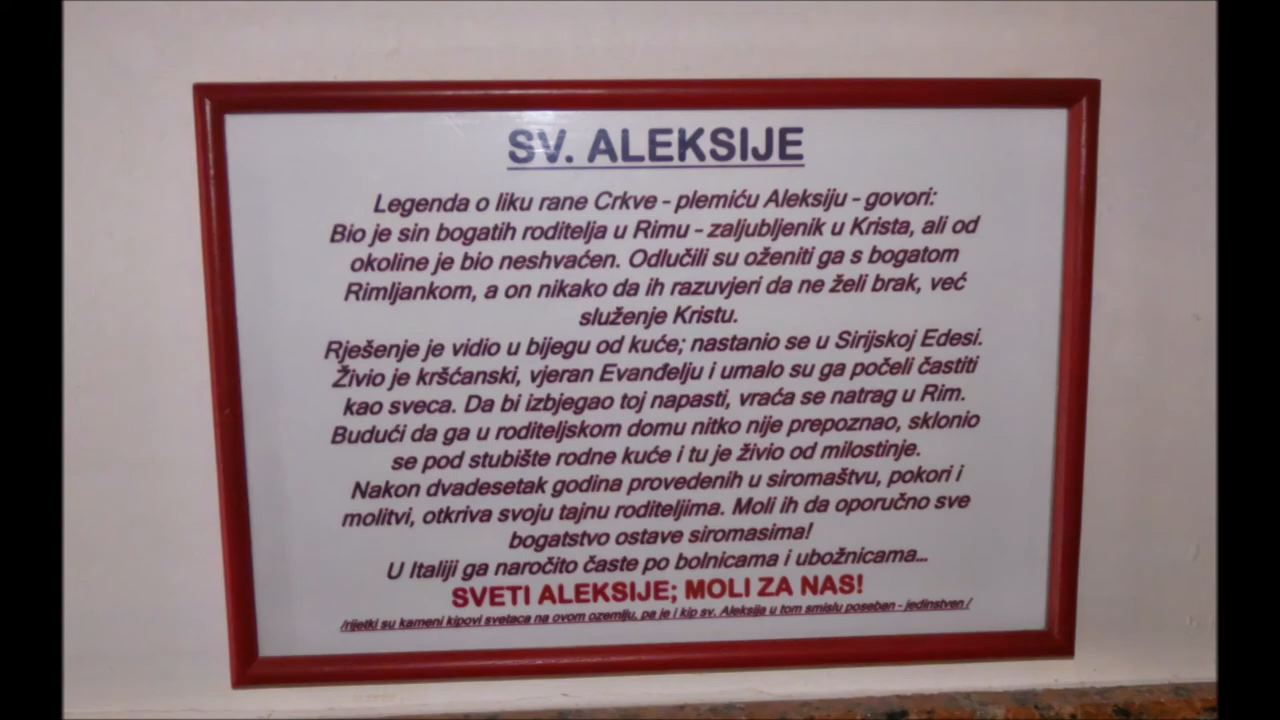 SV. ALEKSIJE
Legenda o liku rane Crkve - plemiću Aleksiju - govori:
Bio je sin bogatih roditelja u Rimu - zaljubljenik u Krista, ali od
okoline je bio neshvaćen. Odlučili su oženiti ga s bogatom
Rimljankom, a on nikako da ih razuvjeri da ne želi brak, već
služenje Kristu.
Rješenje je vidio u bijegu od kuće; nastanio se u Sirijskoj Edesi.
Živio je kršćanski, vjeran Evanđelju i umalo su ga počeli častiti
kao sveca. Da bi izbjegao toj napasti, vraća se natrag u Rim.
Budući da ga u roditeljskom domu nitko nije prepoznao, sklonio
se pod stubište rodne kuće i tu je živio od milostinje.
Nakon dvadesetak godina provedenih u siromaštvu, pokori i
molitvi, otkriva svoju tajnu roditeljima. Moli ih da oporučno sve
bogatstvo ostave siromasima!
U Italiji ga naročito časte po bolnicama i ubožnicama...
SVETI ALEKSIJE; MOLI ZA NAS!
/rijetki su kameni kipovi svetaca na ovom ozemlju, pa je i kip sv. Aleksija u tom smislu poseban - jedinstven /